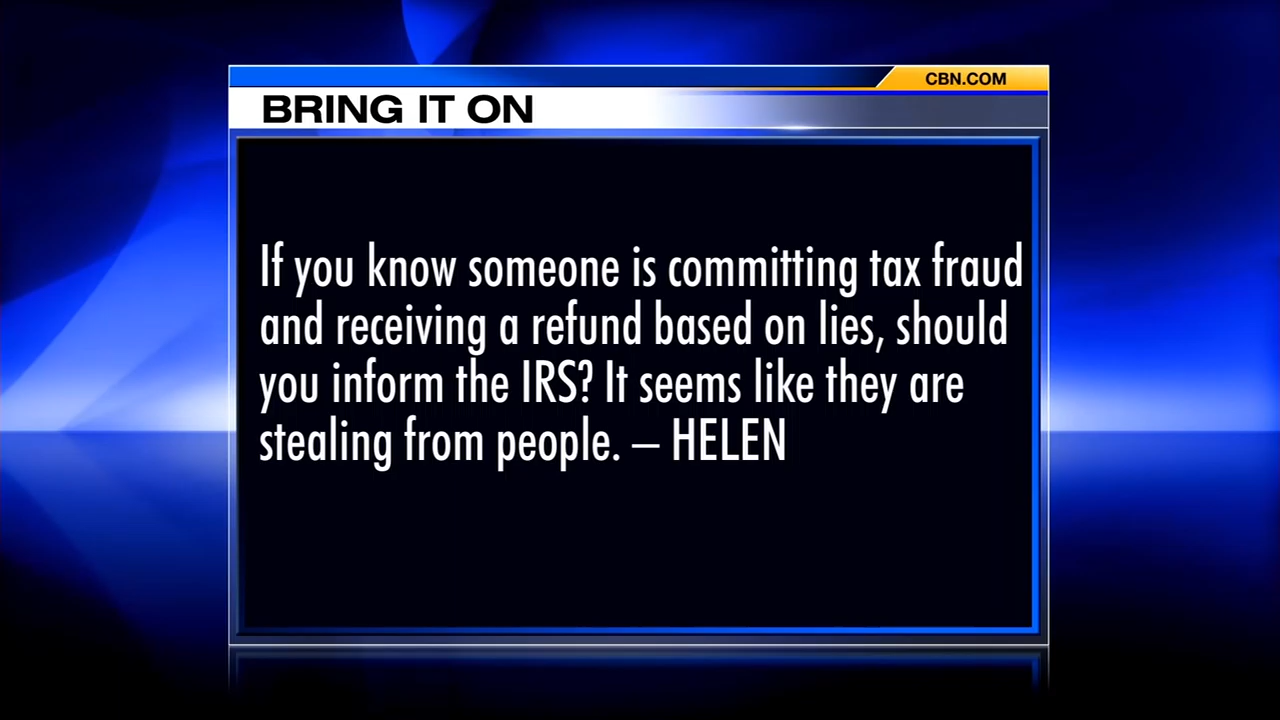 CBN.COM
BRING IT ON
If you know someone is committing tax fraud
and receiving a refund based on lies, should
you inform the IRS? It seems like they are
stealing from people. – HELEN